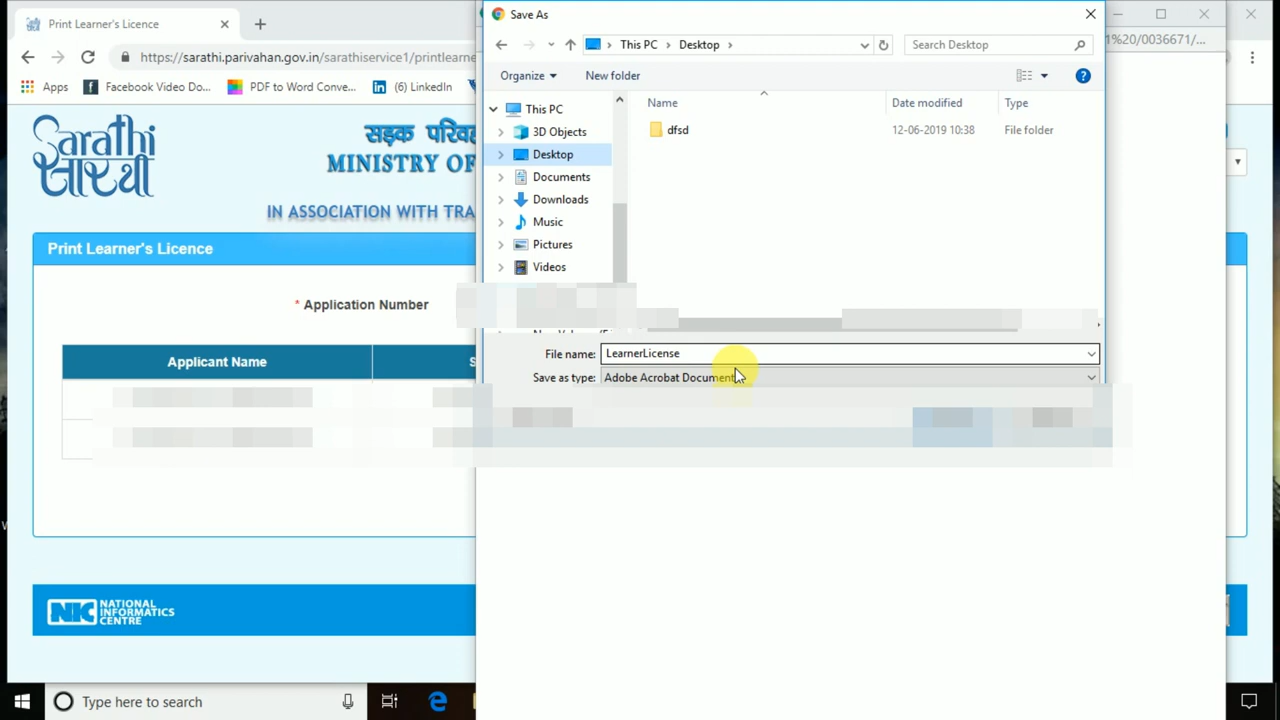 Print Learner's Licence
Save As
This PC
Desktop
Search Desktop
1%20/0036671/...
https://sarathi.parivahan.gov.in/sarathiservice1/printlearne
Organize
New folder
Apps
Facebook Video Do...
PDF to Word Conve...
(6) LinkedIn
Name
Date modified
Type
This PC
dfsd
12-06-2019 10:38
File folder
3D Objects
Desktop
Documents
Downloads
Music
Pictures
Videos
Sarathi
सारथी
सड़क परिव
MINISTRY OF
IN ASSOCIATION WITH TRA
Print Learner's Licence
* Application Number
Applicant Name
S
File name:
LearnerLicense
Save as type:
Adobe Acrobat Document
NIC
NATIONAL
INFORMATICS
CENTRE
Type here to search